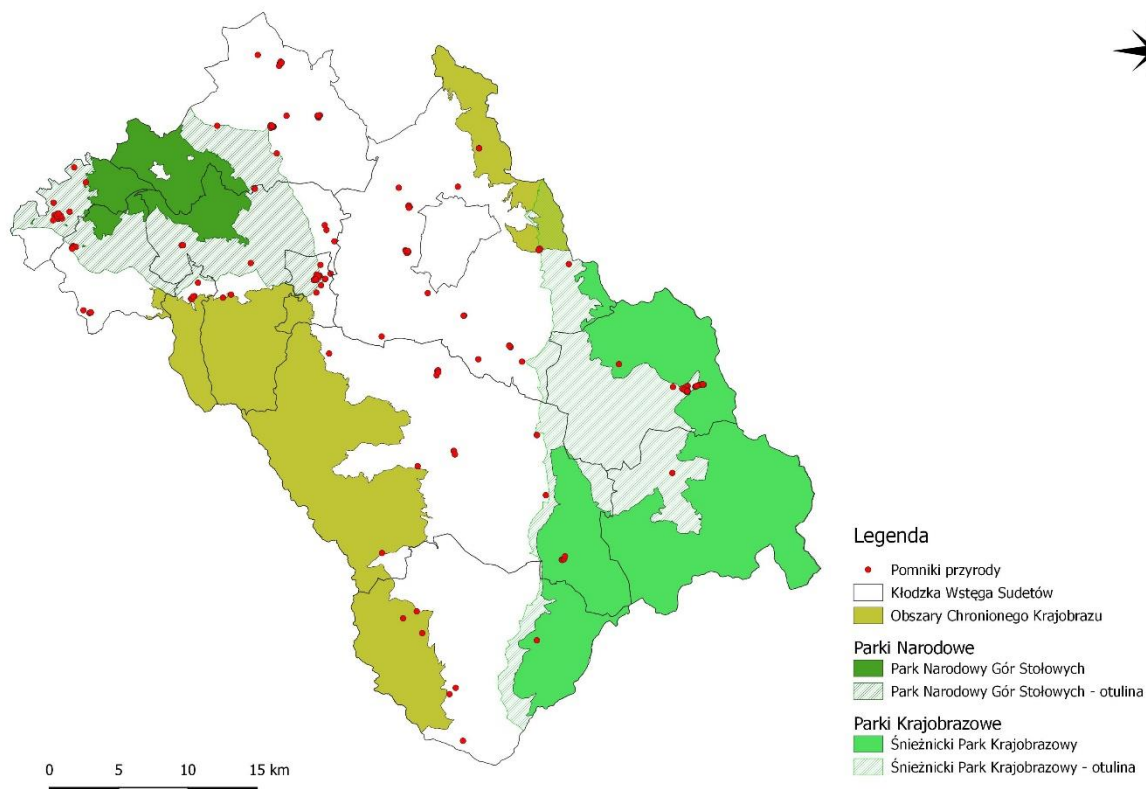 Legenda
Pomniki przyrody
Kłodzka Wstęga Sudetów
Obszary Chronionego Krajobrazu
Parki Narodowe
Park Narodowy Gór Stołowych
Park Narodowy Gór Stołowych - otulina
Parki Krajobrazowe
Śnieżnicki Park Krajobrazowy
Śnieżnicki Park Krajobrazowy - otulina
0 5 10 15 km